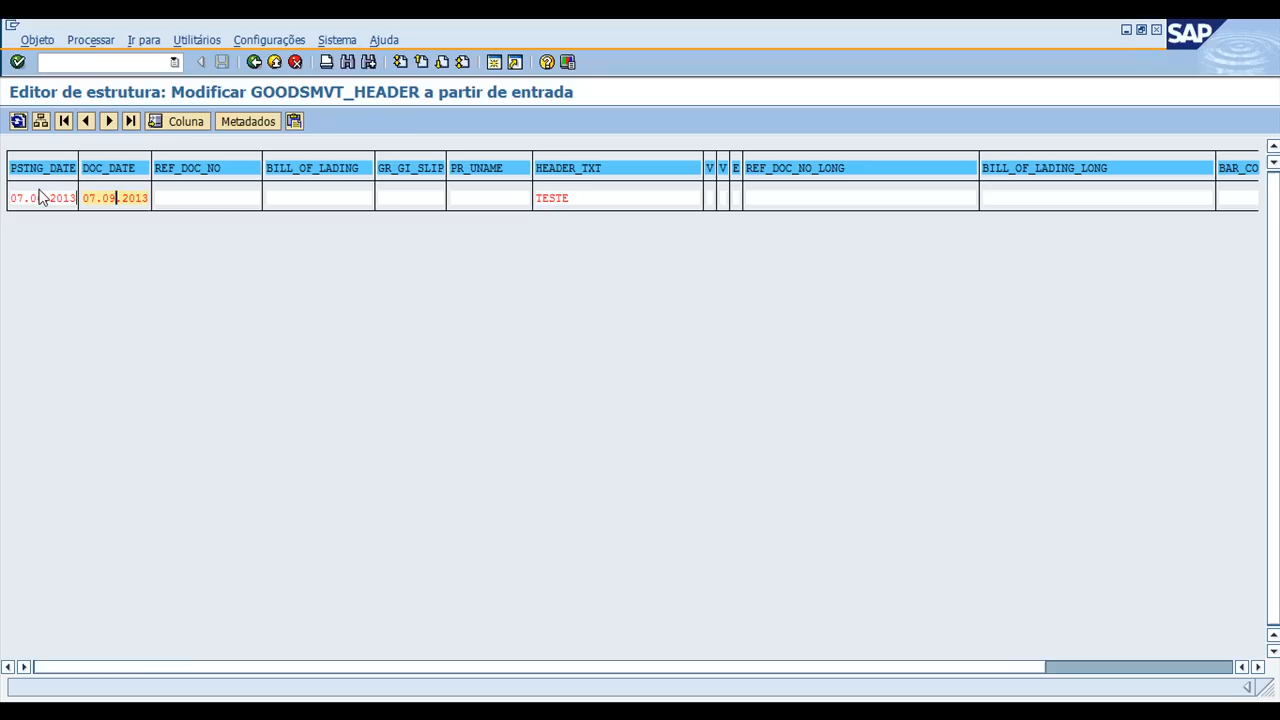 Objeto Processar Ir para Utilitários Configurações Sistema Ajuda
SAP
Editor de estrutura: Modificar GOODSMVT_HEADER a partir de entrada
Coluna Metadados
PSTNG_DATE DOC_DATE REF_DOC_NO BILL_OF_LADING GR_GI_SLIP PR_UNAME HEADER_TXT V V E REF_DOC_NO_LONG BILL_OF_LADING_LONG BAR_CO
07.09.2013 TESTE